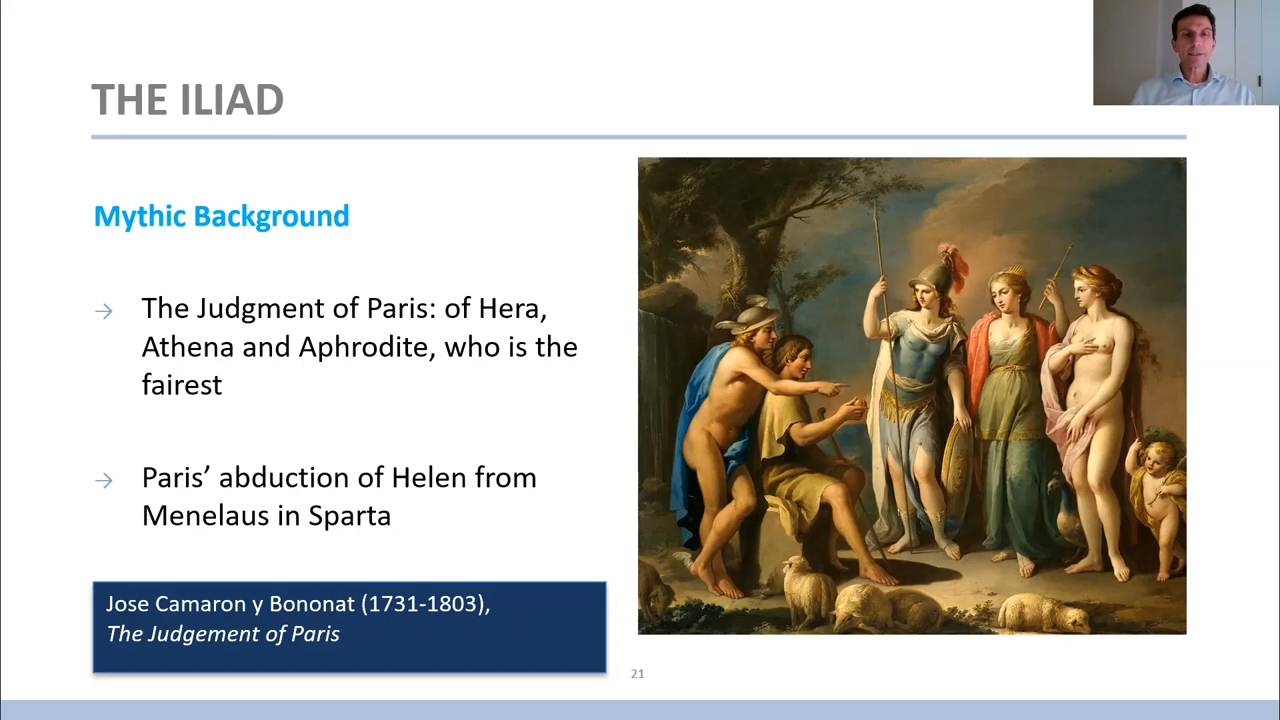 THE ILIAD
Mythic Background
→ The Judgment of Paris: of Hera,
Athena and Aphrodite, who is the
fairest
→ Paris’ abduction of Helen from
Menelaus in Sparta
Jose Camaron y Bononat (1731-1803),
The Judgement of Paris
21